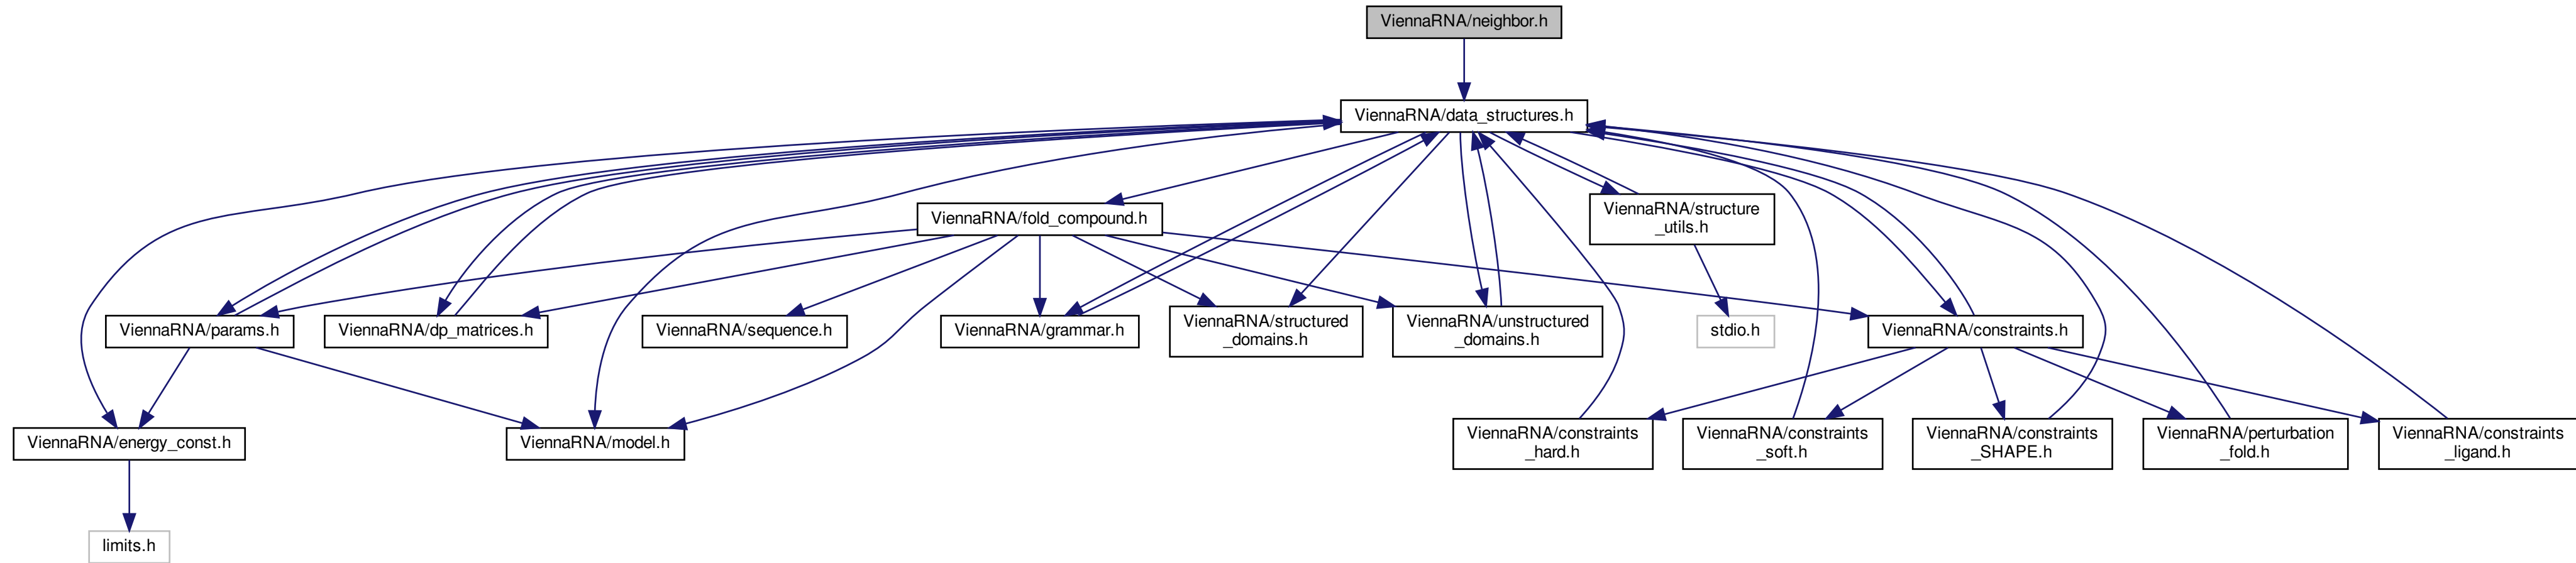 ViennaRNA/neighbor.h
ViennaRNA/data_structures.h
ViennaRNA/structure
_utils.h
ViennaRNA/fold_compound.h
ViennaRNA/params.h
ViennaRNA/dp_matrices.h
ViennaRNA/sequence.h
ViennaRNA/grammar.h
ViennaRNA/structured
_domains.h
ViennaRNA/unstructured
_domains.h
stdio.h
ViennaRNA/constraints.h
ViennaRNA/energy_const.h
ViennaRNA/model.h
ViennaRNA/constraints
_hard.h
ViennaRNA/constraints
_soft.h
ViennaRNA/constraints
_SHAPE.h
ViennaRNA/perturbation
_fold.h
ViennaRNA/constraints
_ligand.h
limits.h